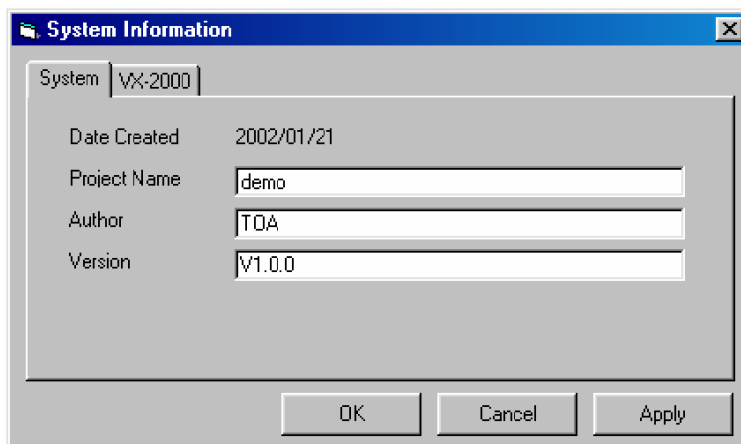 System Information
System VX-2000
Date Created 2002/01/21
Project Name demo
Author TOA
Version V1.0.0
OK Cancel Apply